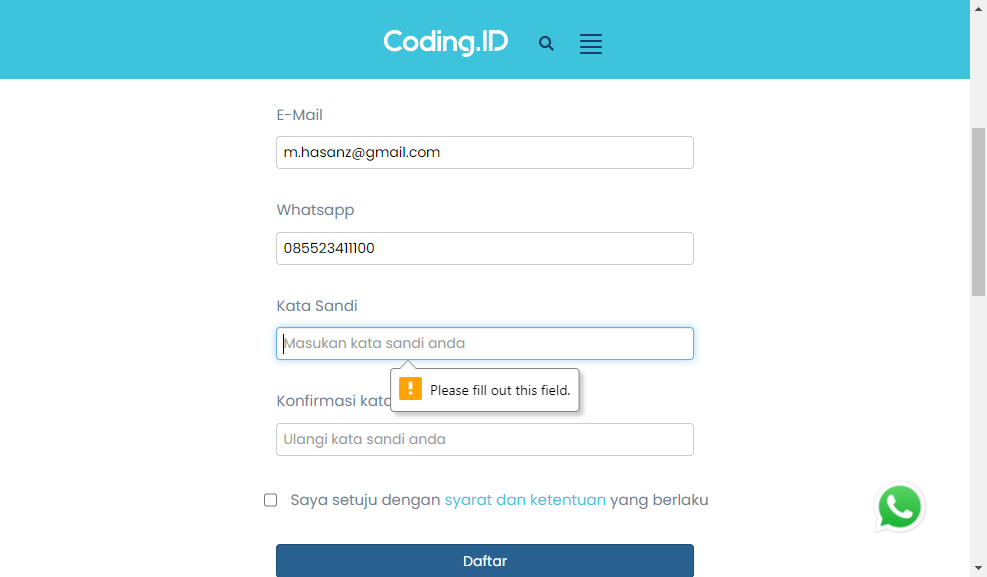 Coding.ID
E-Mail
m.hasanz@gmail.com
Whatsapp
085523411100
Kata Sandi
Masukan kata sandi anda
Please fill out this field.
Konfirmasi kata
Ulangi kata sandi anda
Saya setuju dengan syarat dan ketentuan yang berlaku
Daftar